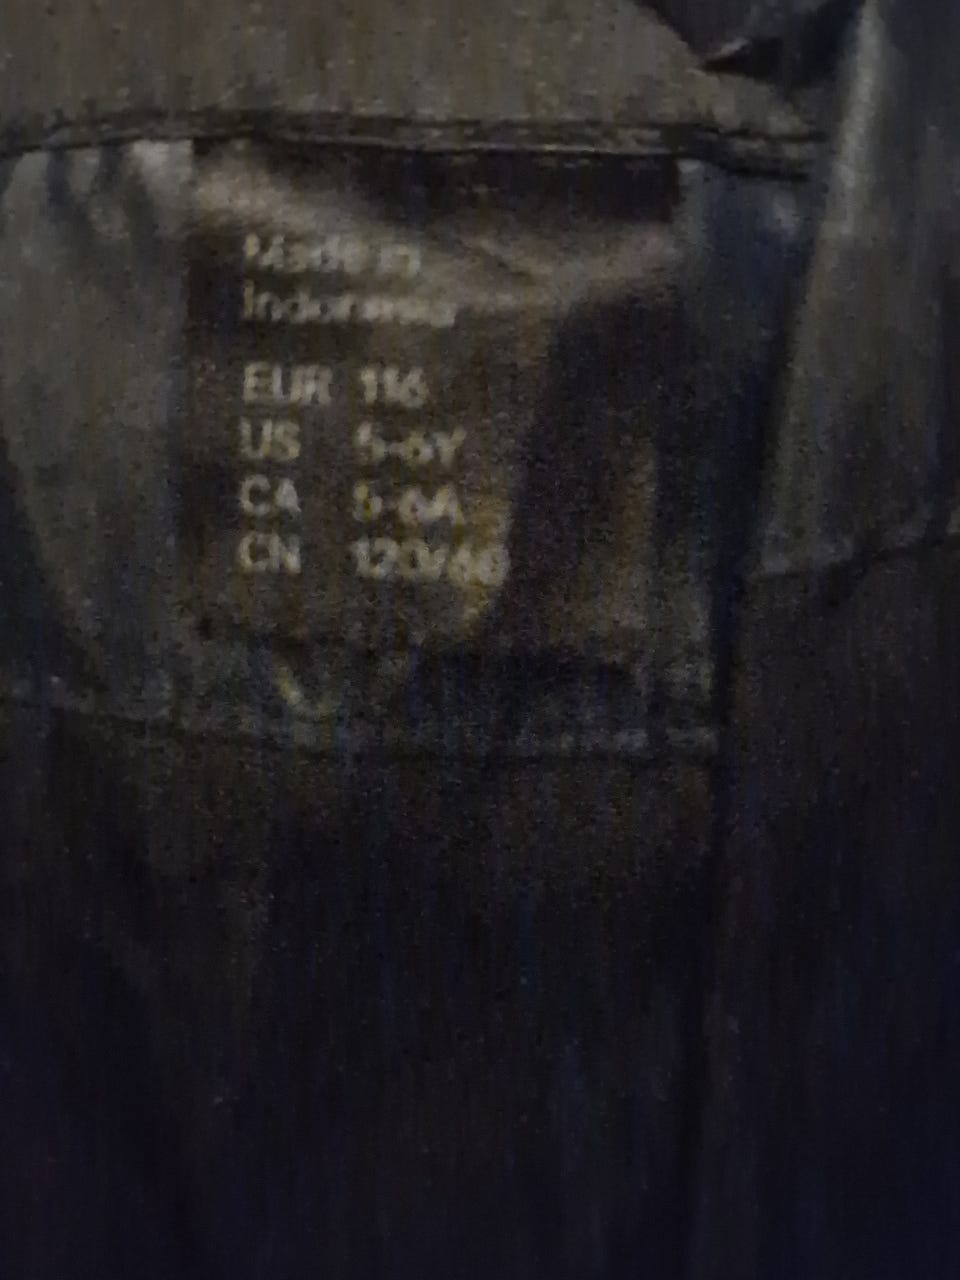 Made in
Indonesia
EUR 116
US 5-6Y
CA 5-6A
CN 120/60